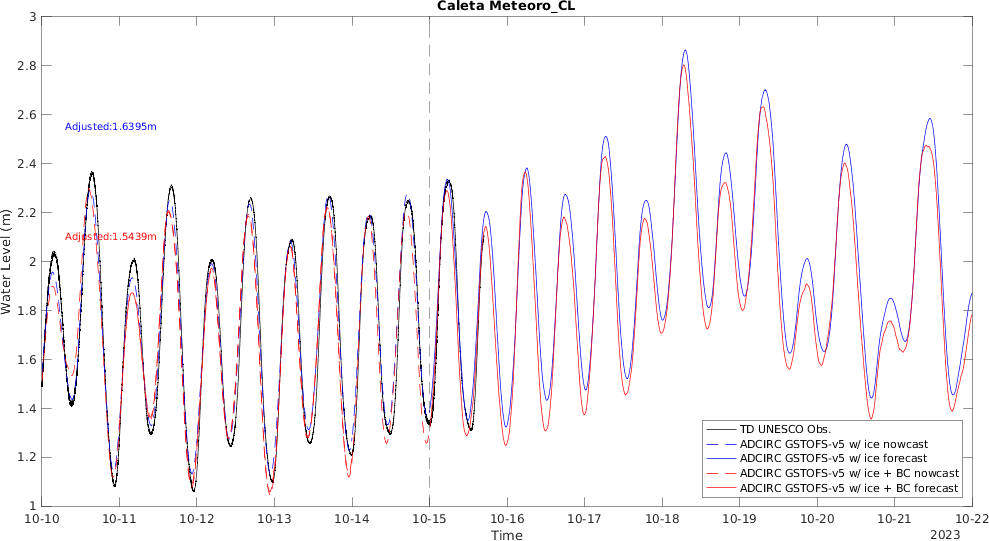 Caleta Meteoro_CL
3
2.8
2.6
2.4
2.2
2
1.8
1.6
1.4
1.2
1
Water Level (m)
Adjusted:1.6395m
Adjusted:1.5439m
TD UNESCO Obs.
ADCIRC GSTOFS-v5 w/ ice nowcast
ADCIRC GSTOFS-v5 w/ ice forecast
ADCIRC GSTOFS-v5 w/ ice + BC nowcast
ADCIRC GSTOFS-v5 w/ ice + BC forecast
10-10 10-11 10-12 10-13 10-14 10-15 10-16 10-17 10-18 10-19 10-20 10-21 10-22
Time
2023